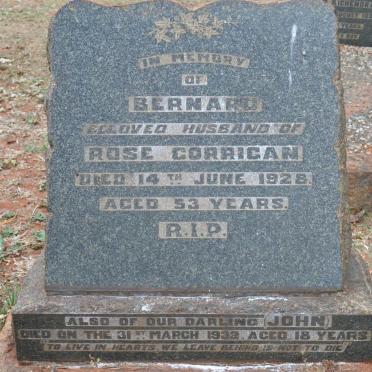 IN MEMORY
OF
BERNARD
BELOVED HUSBAND OF
ROSE CORRIGAN
DIED 14TH JUNE 1928.
AGED 53 YEARS.
R.I.P.
ALSO OF OUR DARLING (JOHN)
DIED ON THE 31ST MARCH 1933, AGED 18 YEARS
TO LIVE IN HEARTS WE LEAVE BEHIND IS NOT TO DIE